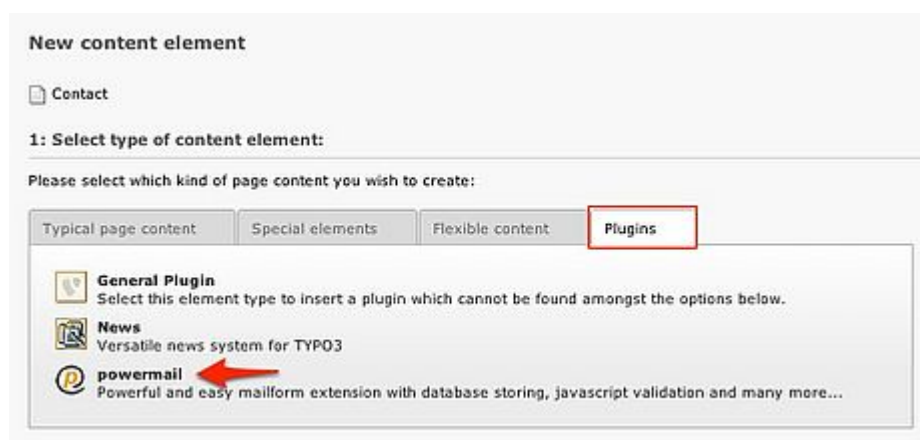 New content element
Contact
1: Select type of content element:
Please select which kind of page content you wish to create:
Typical page content Special elements Flexible content Plugins
General Plugin
Select this element type to insert a plugin which cannot be found amongst the options below.
News
Versatile news system for TYPO3
powermail
Powerful and easy mailform extension with database storing, javascript validation and many more...